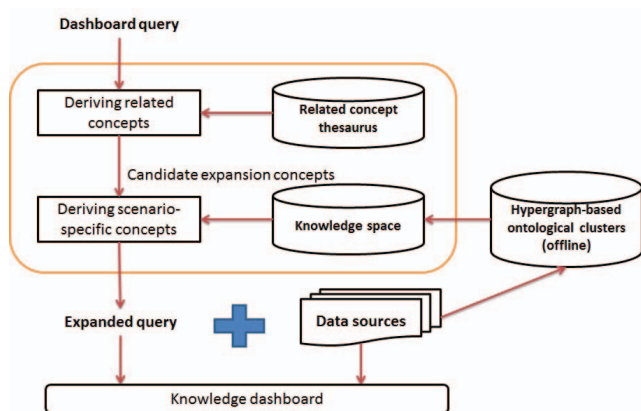 Dashboard query
Deriving related
concepts
Related concept
thesaurus
Candidate expansion concepts
Deriving scenario-
specific concepts
Knowledge space
Hypergraph-based
ontological clusters
(offline)
Expanded query
Data sources
Knowledge dashboard